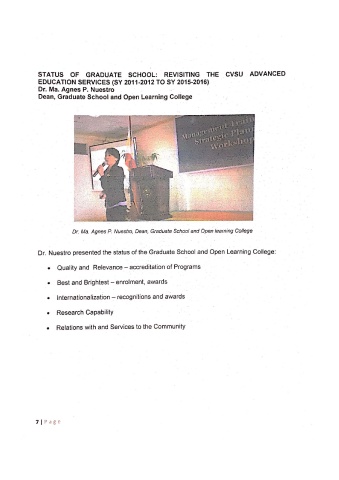 STATUS OF GRADUATE SCHOOL: REVISITING THE CVSU ADVANCED
EDUCATION SERVICES (SY 2011-2012 TO SY 2015-2016)
Dr. Ma. Agnes P. Nuestro
Dean, Graduate School and Open Learning College
Management
Strategic Plan
Workshop
Dr. Ma. Agnes P. Nuestro, Dean, Graduate School and Open learning College
Dr. Nuestro presented the status of the Graduate School and Open Learning College:
• Quality and Relevance – accreditation of Programs
• Best and Brightest – enrolment, awards
• Internationalization – recognitions and awards
• Research Capability
• Relations with and Services to the Community
7 | Page